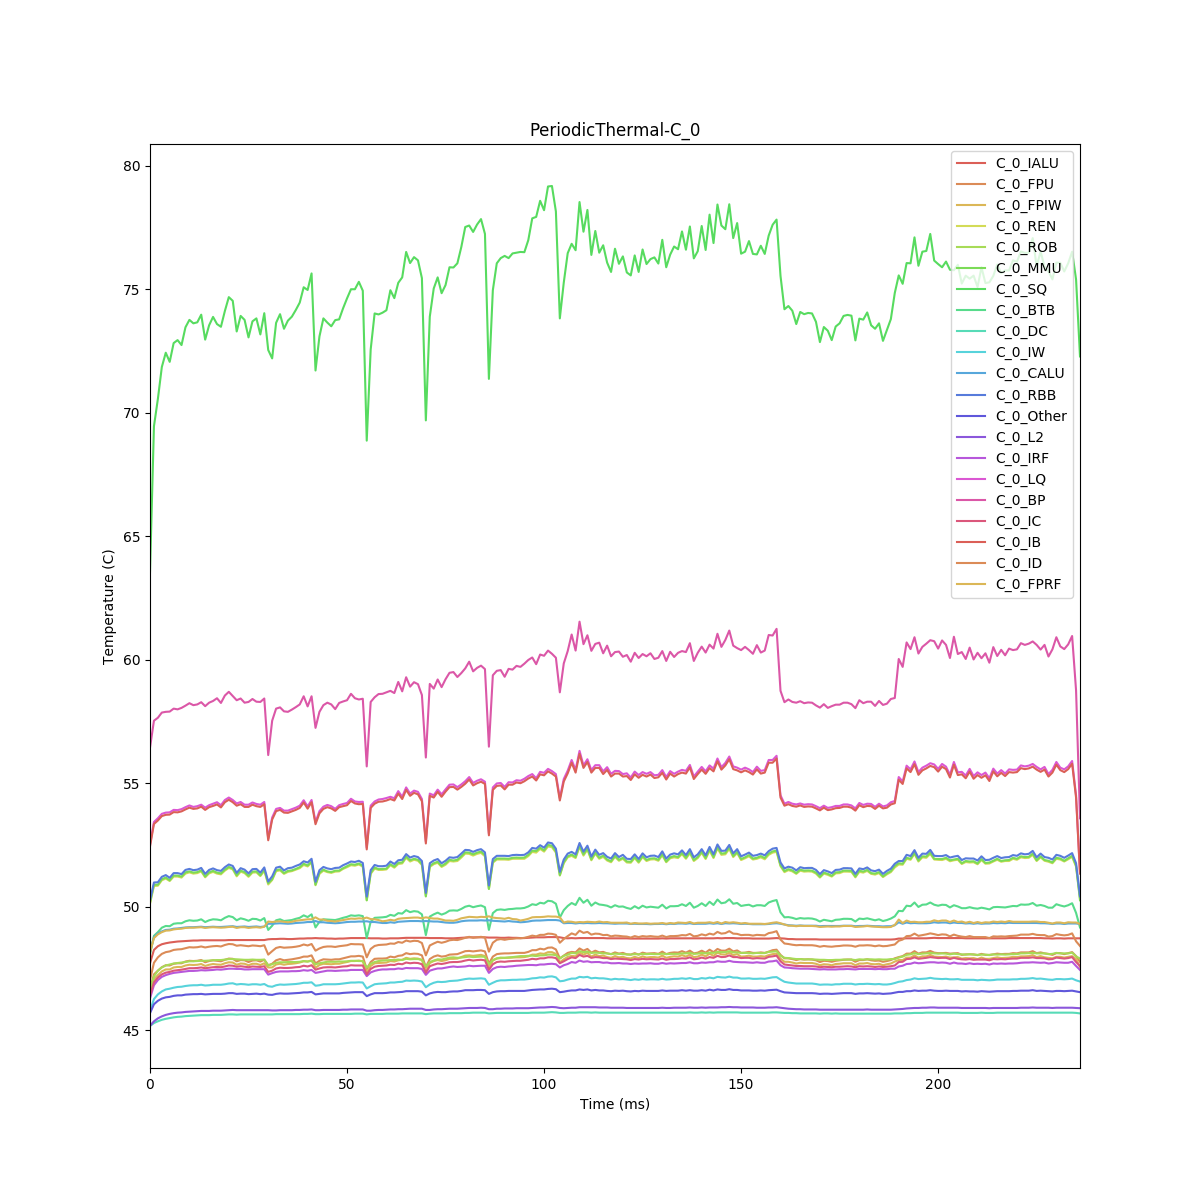 PeriodicThermal-C_0
80
75
70
65
60
55
50
45
Temperature (C)
0
50
100
150
200
Time (ms)
C_0_IALU
C_0_FPU
C_0_FPIW
C_0_REN
C_0_ROB
C_0_MMU
C_0_SQ
C_0_BTB
C_0_DC
C_0_IW
C_0_CALU
C_0_RBB
C_0_Other
C_0_L2
C_0_IRF
C_0_LQ
C_0_BP
C_0_IC
C_0_IB
C_0_ID
C_0_FPRF